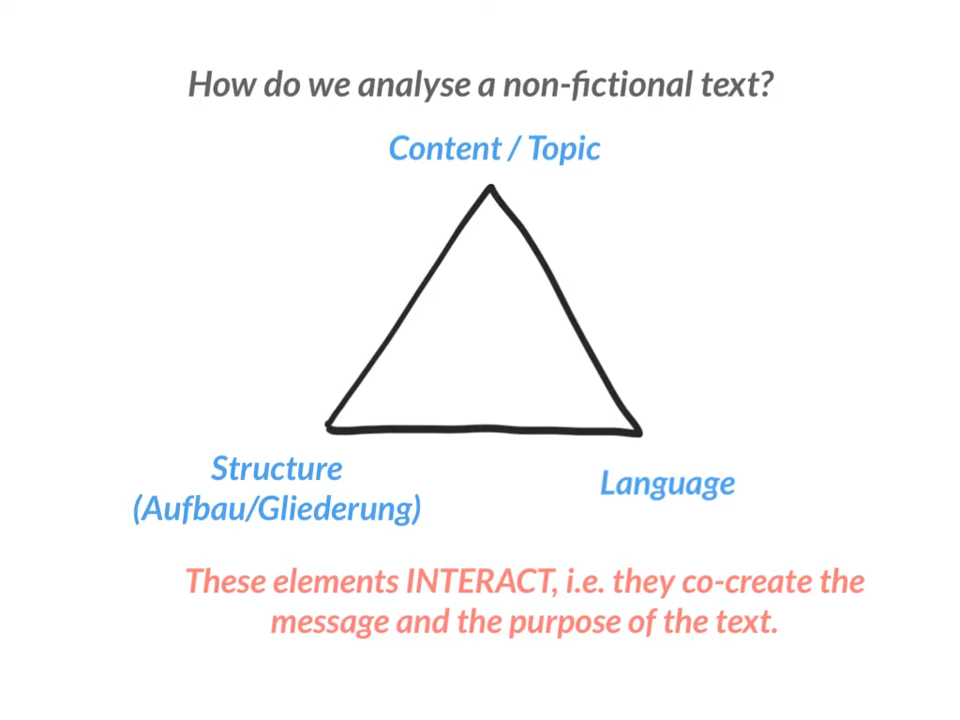 How do we analyse a non-fictional text?
Content / Topic
Structure
(Aufbau/Gliederung)
Language
These elements INTERACT, i.e. they co-create the
message and the purpose of the text.